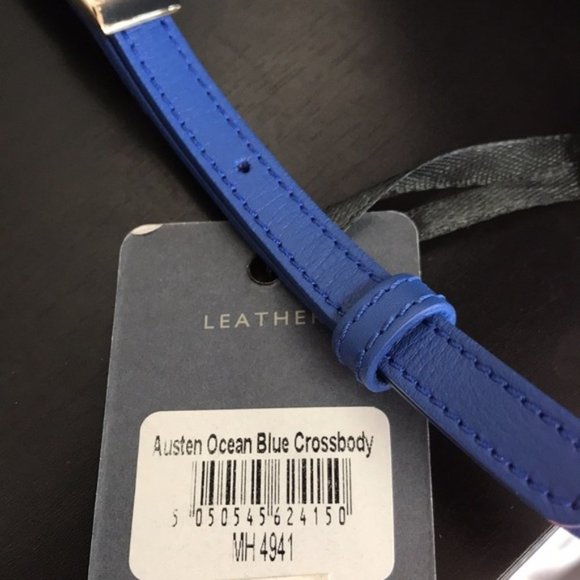 LEATHER
Austen Ocean Blue Crossbody
5 050545 624150
MH 4941